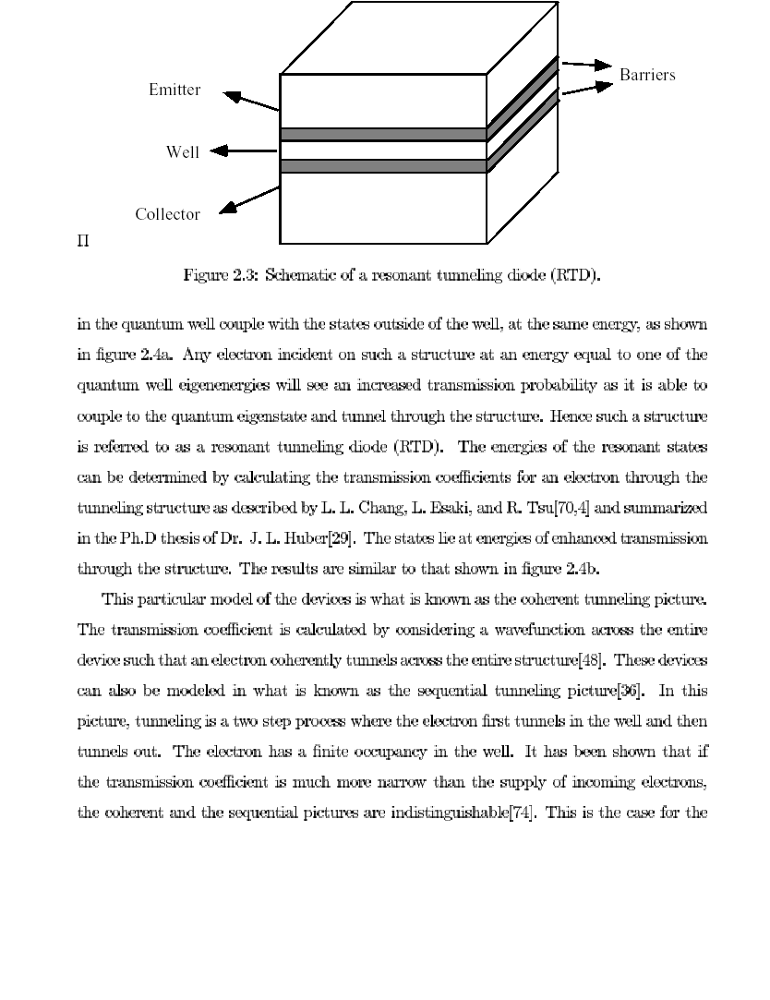 Emitter
Barriers
Well
Collector
Π
Figure 2.3: Schematic of a resonant tunneling diode (RTD).
in the quantum well couple with the states outside of the well, at the same energy, as shown
in figure 2.4a. Any electron incident on such a structure at an energy equal to one of the
quantum well eigenenergies will see an increased transmission probability as it is able to
couple to the quantum eigenstate and tunnel through the structure. Hence such a structure
is referred to as a resonant tunneling diode (RTD). The energies of the resonant states
can be determined by calculating the transmission coefficients for an electron through the
tunneling structure as described by L. L. Chang, L. Esaki, and R. Tsu[70,4] and summarized
in the Ph.D thesis of Dr. J. L. Huber[29]. The states lie at energies of enhanced transmission
through the structure. The results are similar to that shown in figure 2.4b.
This particular model of the devices is what is known as the coherent tunneling picture.
The transmission coefficient is calculated by considering a wavefunction across the entire
device such that an electron coherently tunnels across the entire structure[48]. These devices
can also be modeled in what is known as the sequential tunneling picture[36]. In this
picture, tunneling is a two step process where the electron first tunnels in the well and then
tunnels out. The electron has a finite occupancy in the well. It has been shown that if
the transmission coefficient is much more narrow than the supply of incoming electrons,
the coherent and the sequential pictures are indistinguishable[74]. This is the case for the